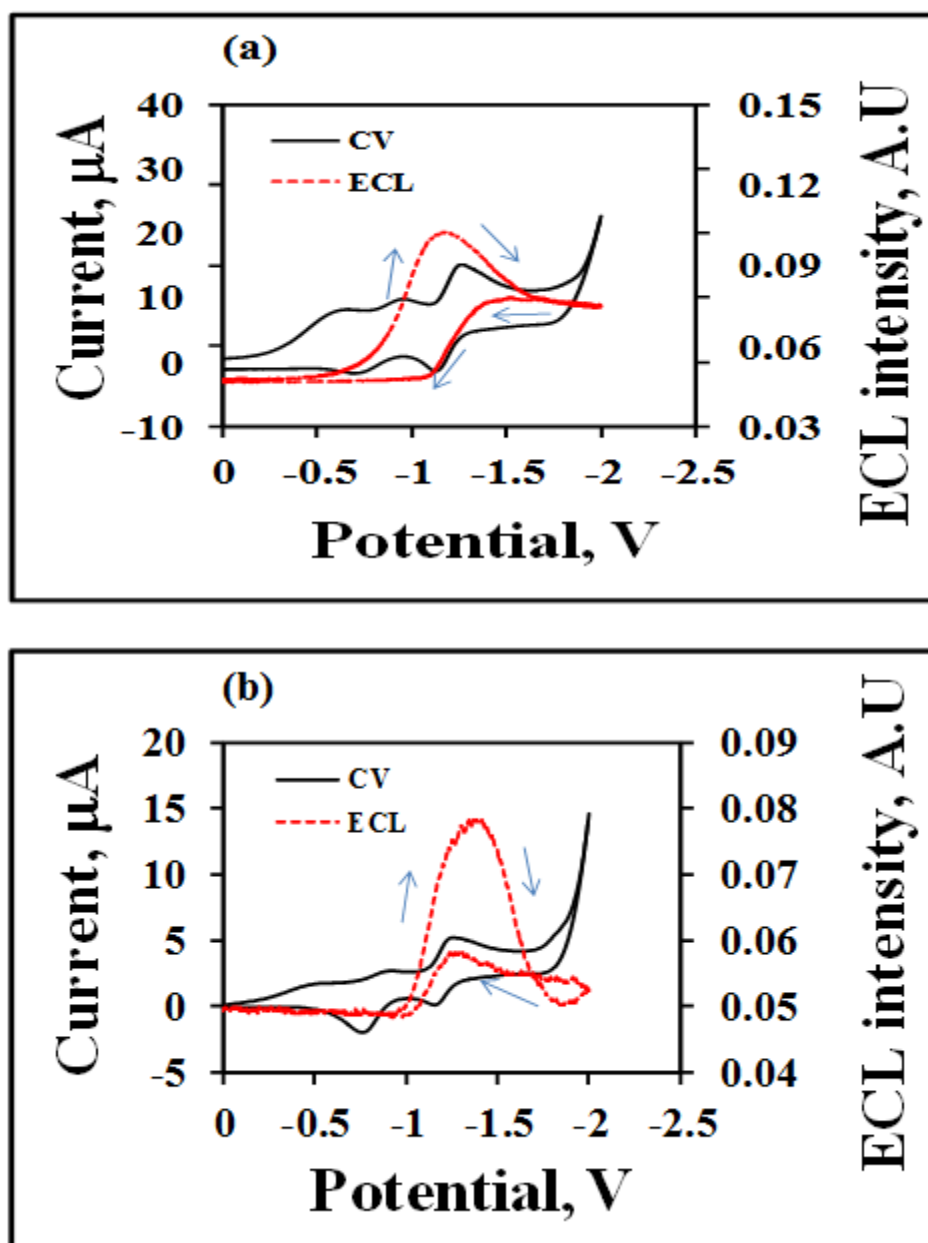 (a)
Current, µA
40
30
20
10
0
-10
CV
ECL
0.15
0.12
0.09
0.06
0.03
ECL intensity, A.U
0 -0.5 -1 -1.5 -2 -2.5
Potential, V
(b)
Current, µA
20
15
10
5
0
-5
CV
ECL
0.09
0.08
0.07
0.06
0.05
0.04
ECL intensity, A.U
0 -0.5 -1 -1.5 -2 -2.5
Potential, V